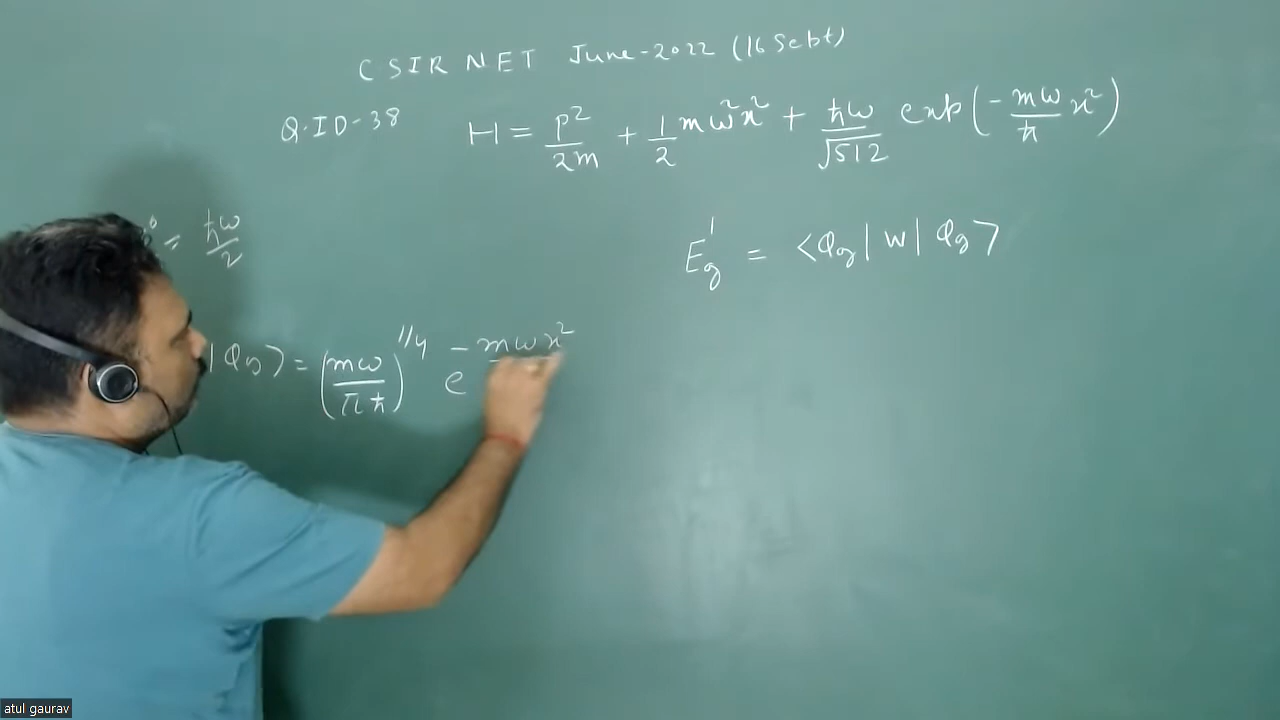 CSIR NET June-2022 (16 Sebt)
Q.ID-38
H = p²/2m + 1/2 mω²x² + ħω/√512 exp(-mω/ħ x²)
= ħω/2
E¹g = <φg| W | φg>
|φg> = (mω/πħ)^1/4 e^-mωx²
atul gaurav